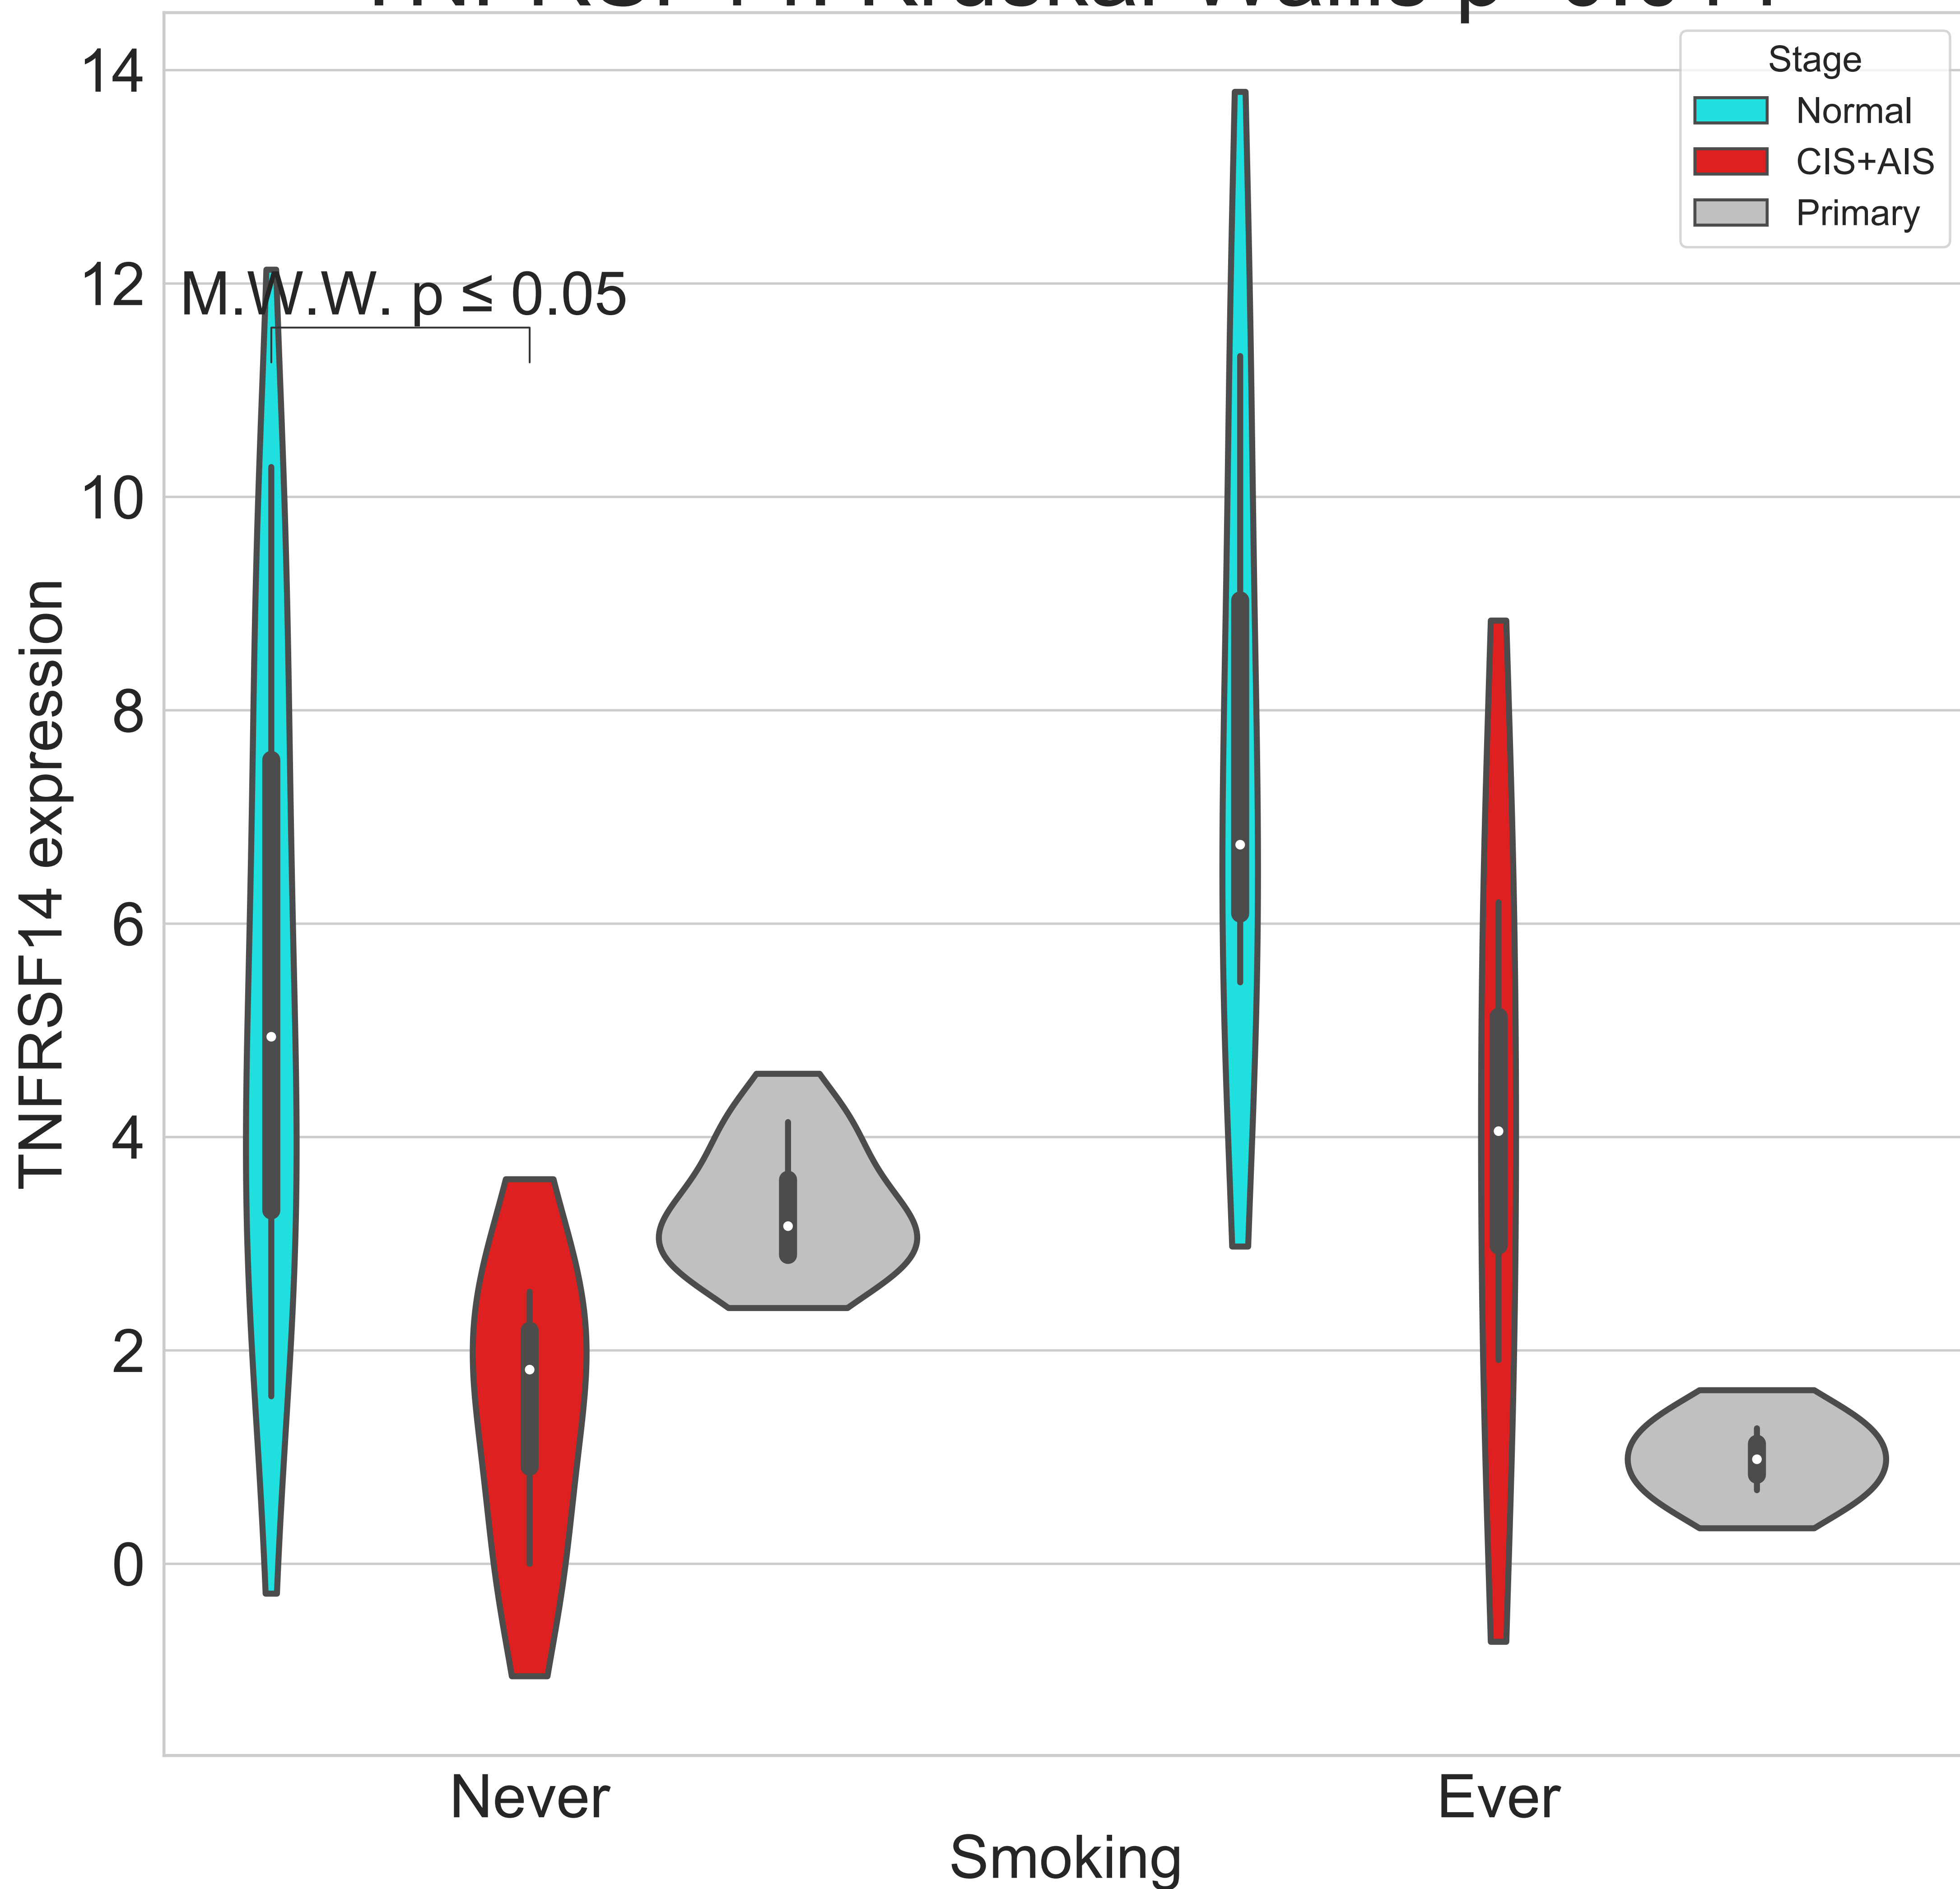 14
12
10
8
6
4
2
0
TNFRSF14 expression
M.W.W. p ≤ 0.05
Stage
Normal
CIS+AIS
Primary
Never
Ever
Smoking